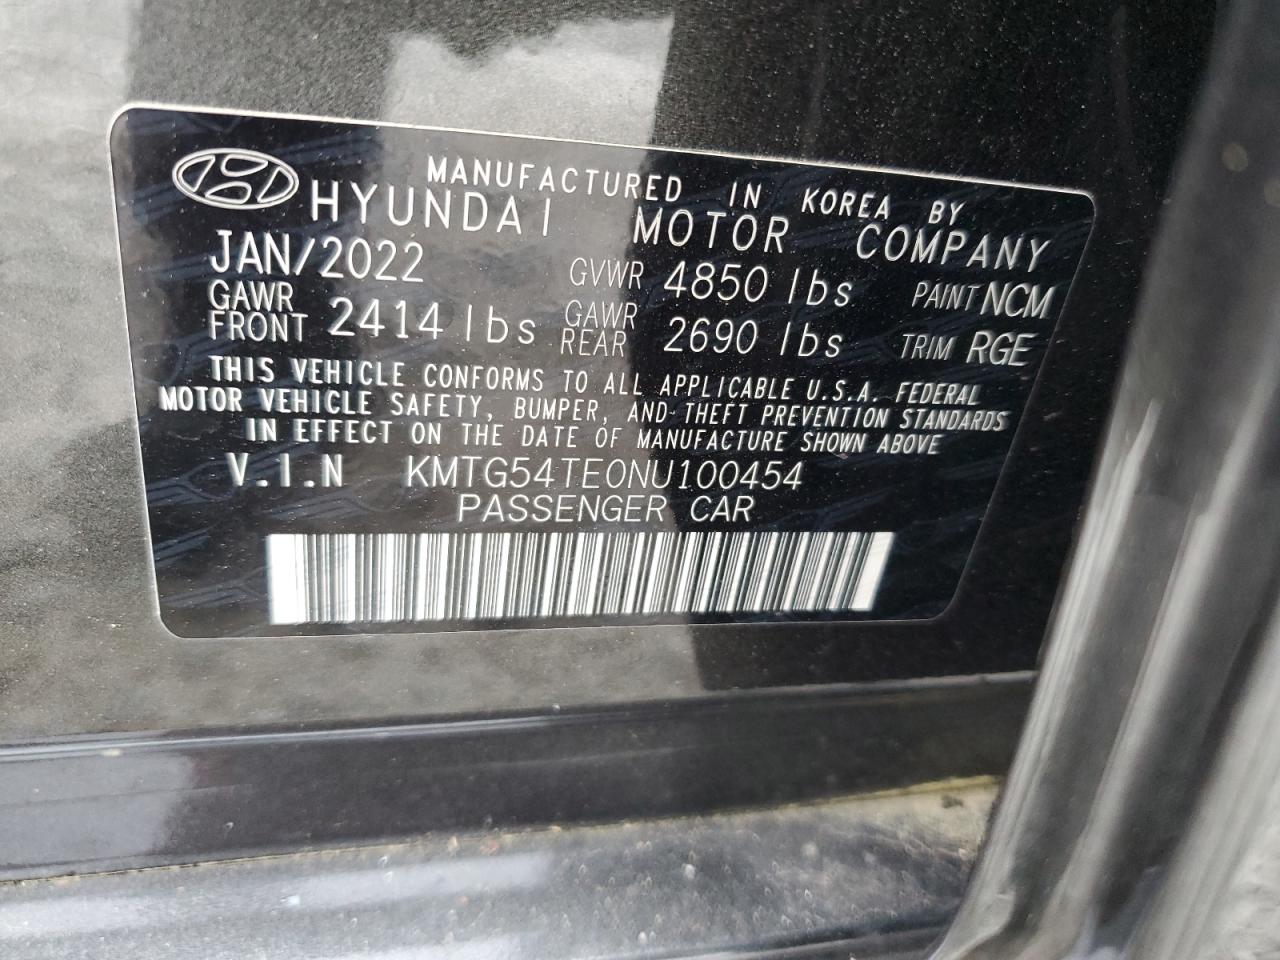 MANUFACTURED IN KOREA BY
HYUNDAI MOTOR COMPANY
JAN/2022 GVWR 4850 lbs PAINT NCM
GAWR FRONT 2414 lbs GAWR REAR 2690 lbs TRIM RGE
THIS VEHICLE CONFORMS TO ALL APPLICABLE U.S.A. FEDERAL
MOTOR VEHICLE SAFETY, BUMPER, AND THEFT PREVENTION STANDARDS
IN EFFECT ON THE DATE OF MANUFACTURE SHOWN ABOVE
V.I.N KMTG54TE0NU100454
PASSENGER CAR